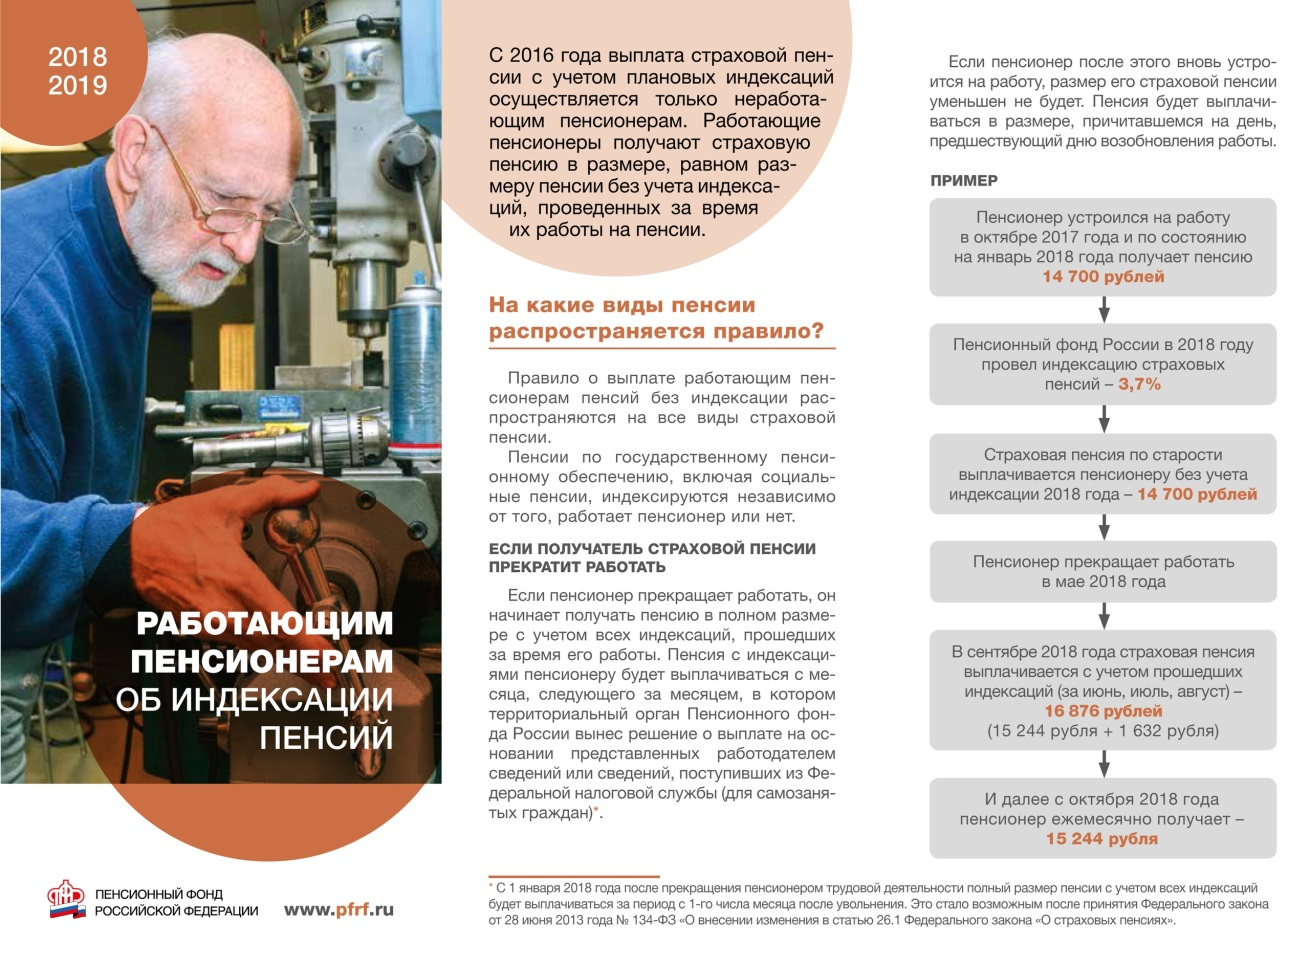 2018
2019
РАБОТАЮЩИМ
ПЕНСИОНЕРАМ
ОБ ИНДЕКСАЦИИ
ПЕНСИЙ
ПЕНСИОННЫЙ ФОНД
РОССИЙСКОЙ ФЕДЕРАЦИИ
www.pfrf.ru
С 2016 года выплата страховой пен-
сии с учетом плановых индексаций
осуществляется только неработа-
ющим пенсионерам. Работающие
пенсионеры получают страховую
пенсию в размере, равном раз-
меру пенсии без учета индекса-
ций, проведенных за время
их работы на пенсии.
На какие виды пенсии
распространяется правило?
Правило о выплате работающим пен-
сионерам пенсий без индексации рас-
пространяются на все виды страховой
пенсии.
Пенсии по государственному пенси-
онному обеспечению, включая социаль-
ные пенсии, индексируются независимо
от того, работает пенсионер или нет.
ЕСЛИ ПОЛУЧАТЕЛЬ СТРАХОВОЙ ПЕНСИИ
ПРЕКРАТИТ РАБОТАТЬ
Если пенсионер прекращает работать, он
начинает получать пенсию в полном разме-
ре с учетом всех индексаций, прошедших
за время его работы. Пенсия с индексаци-
ями пенсионеру будет выплачиваться с ме-
сяца, следующего за месяцем, в котором
территориальный орган Пенсионного фон-
да России вынес решение о выплате на ос-
новании представленных работодателем
сведений или сведений, поступивших из Фе-
деральной налоговой службы (для самозаня-
тых граждан)*.
Если пенсионер после этого вновь устро-
ится на работу, размер его страховой пенсии
уменьшен не будет. Пенсия будет выплачи-
ваться в размере, причитавшемся на день,
предшествующий дню возобновления работы.
ПРИМЕР
Пенсионер устроился на работу
в октябре 2017 года и по состоянию
на январь 2018 года получает пенсию
14 700 рублей
Пенсионный фонд России в 2018 году
провел индексацию страховых
пенсий – 3,7%
Страховая пенсия по старости
выплачивается пенсионеру без учета
индексации 2018 года – 14 700 рублей
Пенсионер прекращает работать
в мае 2018 года
В сентябре 2018 года страховая пенсия
выплачивается с учетом прошедших
индексаций (за июнь, июль, август) –
16 876 рублей
(15 244 рубля + 1 632 рубля)
И далее с октября 2018 года
пенсионер ежемесячно получает –
15 244 рубля
* С 1 января 2018 года после прекращения пенсионером трудовой деятельности полный размер пенсии с учетом всех индексаций
будет выплачиваться за период с 1-го числа месяца после увольнения. Это стало возможным после принятия Федерального закона
от 28 июня 2013 года № 134-ФЗ «О внесении изменения в статью 26.1 Федерального закона «О страховых пенсиях».